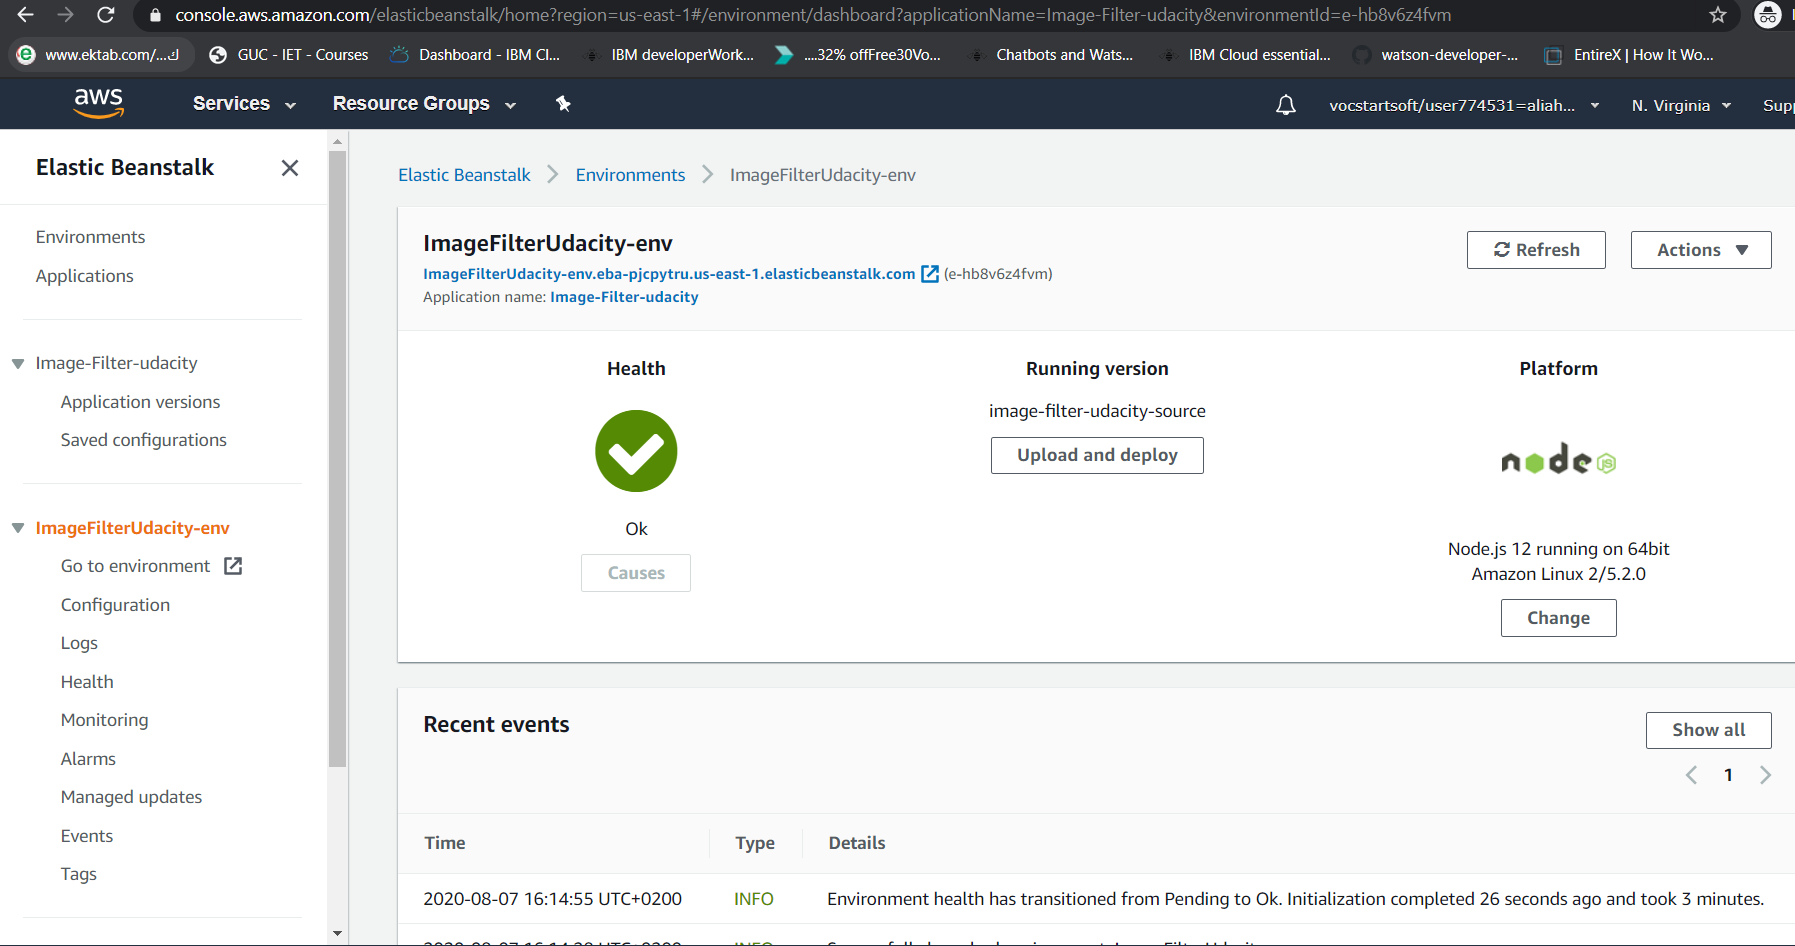 console.aws.amazon.com/elasticbeanstalk/home?region=us-east-1#/environment/dashboard?applicationName=Image-Filter-udacity&environmentId=e-hb8v6z4fvm
www.ektab.com/...ك GUC - IET - Courses Dashboard - IBM Cl... IBM developerWork... ....32% offFree30Vo... Chatbots and Wats... IBM Cloud essential... watson-developer-... EntireX | How It Wo...
aws Services Resource Groups vocstartsoft/user774531=aliah... N. Virginia Sup
Elastic Beanstalk
Environments
Applications
Image-Filter-udacity
Application versions
Saved configurations
ImageFilterUdacity-env
Go to environment
Configuration
Logs
Health
Monitoring
Alarms
Managed updates
Events
Tags
Elastic Beanstalk > Environments > ImageFilterUdacity-env
ImageFilterUdacity-env
Refresh
Actions
ImageFilterUdacity-env.eba-pjcpytru.us-east-1.elasticbeanstalk.com (e-hb8v6z4fvm)
Application name: Image-Filter-udacity
Health
Ok
Causes
Running version
image-filter-udacity-source
Upload and deploy
Platform
node JS
Node.js 12 running on 64bit
Amazon Linux 2/5.2.0
Change
Recent events
Show all
1
Time Type Details
2020-08-07 16:14:55 UTC+0200 INFO Environment health has transitioned from Pending to Ok. Initialization completed 26 seconds ago and took 3 minutes.